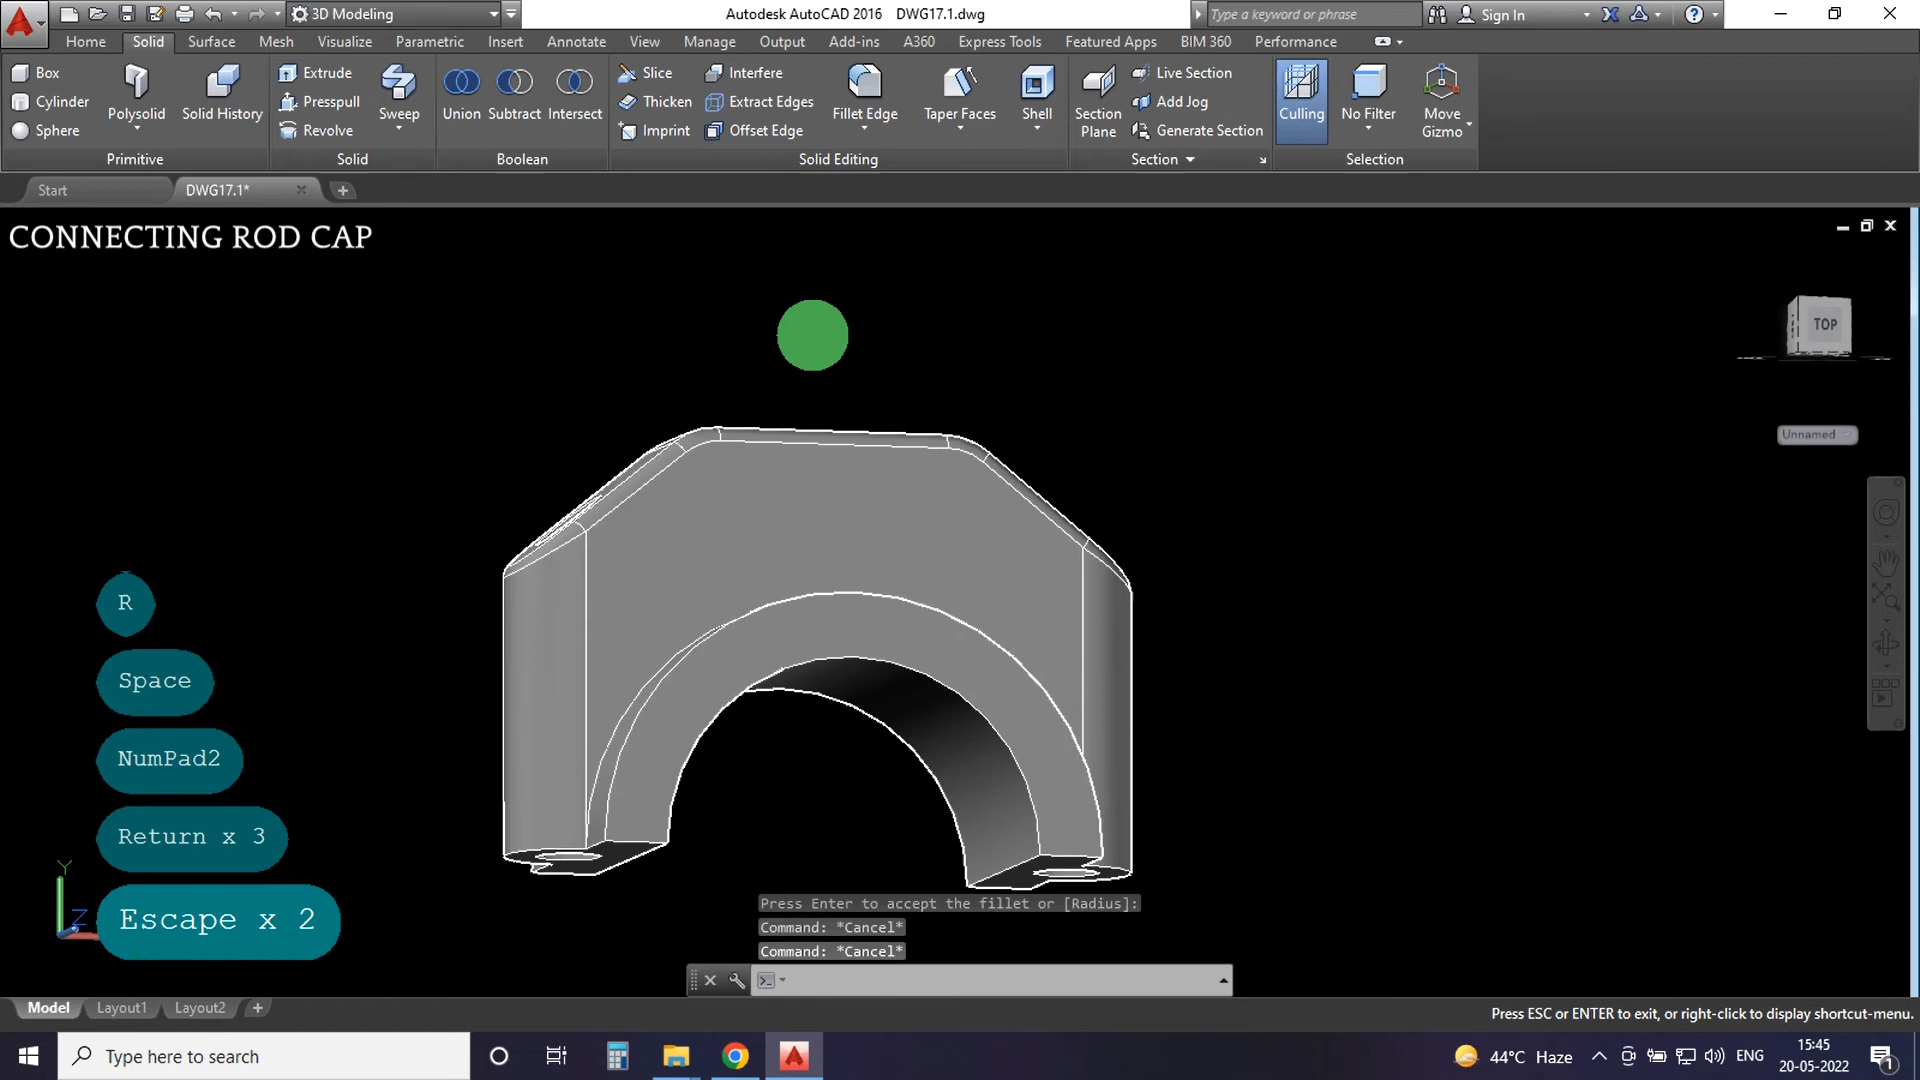 3D Modeling
Autodesk AutoCAD 2016 DWG17.1.dwg
Type a keyword or phrase
Sign In
Home Solid Surface Mesh Visualize Parametric Insert Annotate View Manage Output Add-ins A360 Express Tools Featured Apps BIM 360 Performance
Box
Cylinder
Sphere
Polysolid
Solid History
Primitive
Extrude
Presspull
Revolve
Sweep
Solid
Union Subtract Intersect
Boolean
Slice
Thicken
Imprint
Interfere
Extract Edges
Offset Edge
Fillet Edge
Taper Faces
Shell
Solid Editing
Section
Plane
Live Section
Add Jog
Generate Section
Section
Culling
No Filter
Move
Gizmo
Selection
Start
DWG17.1*
CONNECTING ROD CAP
TOP
Unnamed
R
Space
NumPad2
Return x 3
Escape x 2
Y
Z
Press Enter to accept the fillet or [Radius]:
Command: *Cancel*
Command: *Cancel*
Model Layout1 Layout2
Press ESC or ENTER to exit, or right-click to display shortcut-menu.
Type here to search
44°C Haze
ENG
15:45
20-05-2022
1